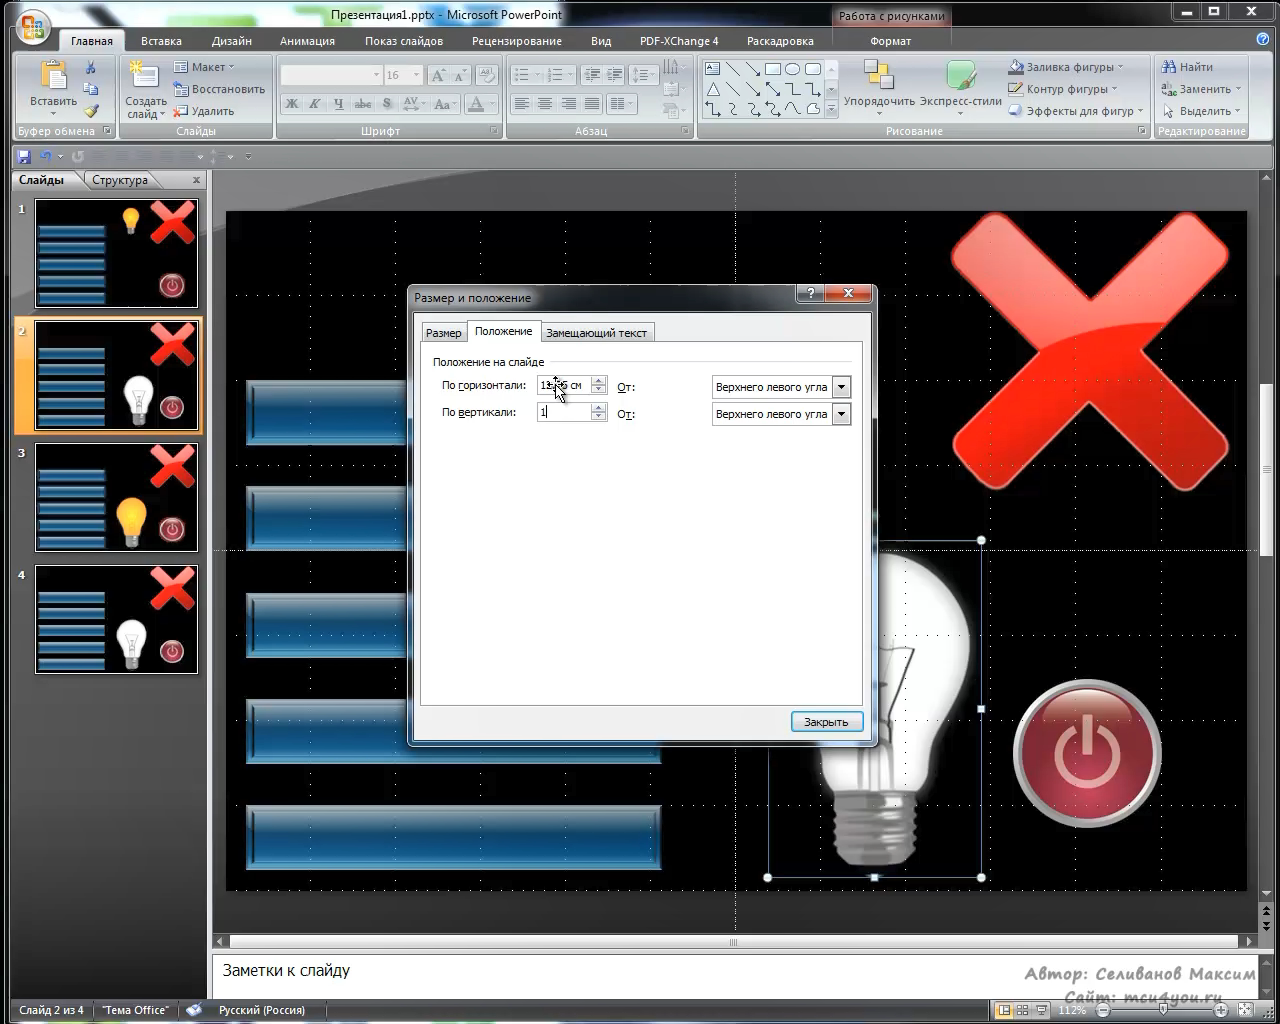 Презентация1.pptx - Microsoft PowerPoint
Работа с рисунками
Главная Вставка Дизайн Анимация Показ слайдов Рецензирование Вид PDF-XChange 4 Раскадровка Формат
Вставить
Создать слайд
Макет
Восстановить
Удалить
16
Ж К Ч abc S AV Aa А
Упорядочить
Экспресс-стили
Заливка фигуры
Контур фигуры
Эффекты для фигур
Найти
Заменить
Выделить
Буфер обмена Слайды Шрифт Абзац Рисование Редактирование
Слайды Структура
1
2
3
4
Размер и положение
Размер Положение Замещающий текст
Положение на слайде
По горизонтали: От: Верхнего левого угла
По вертикали: 1 От: Верхнего левого угла
Закрыть
Заметки к слайду
Автор: Селиванов Максим
Сайт: mcu4you.ru
Слайд 2 из 4 "Тема Office" Русский (Россия) 112%